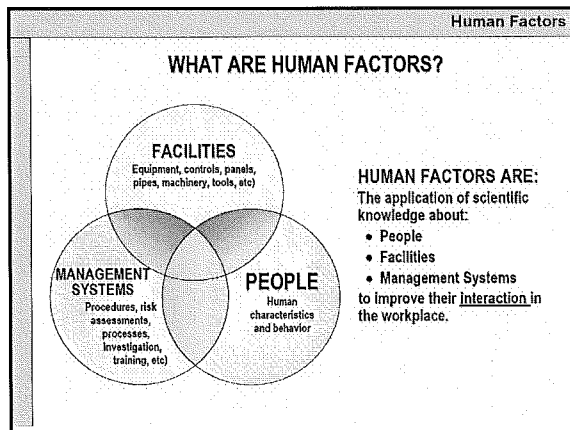 Human Factors
WHAT ARE HUMAN FACTORS?
FACILITIES
Equipment, controls, panels,
pipes, machinery, tools, etc)
MANAGEMENT
SYSTEMS
Procedures, risk
assessments,
processes,
investigation,
training, etc)
PEOPLE
Human
characteristics
and behavior
HUMAN FACTORS ARE:
The application of scientific
knowledge about:
• People
• Facilities
• Management Systems
to improve their interaction in
the workplace.